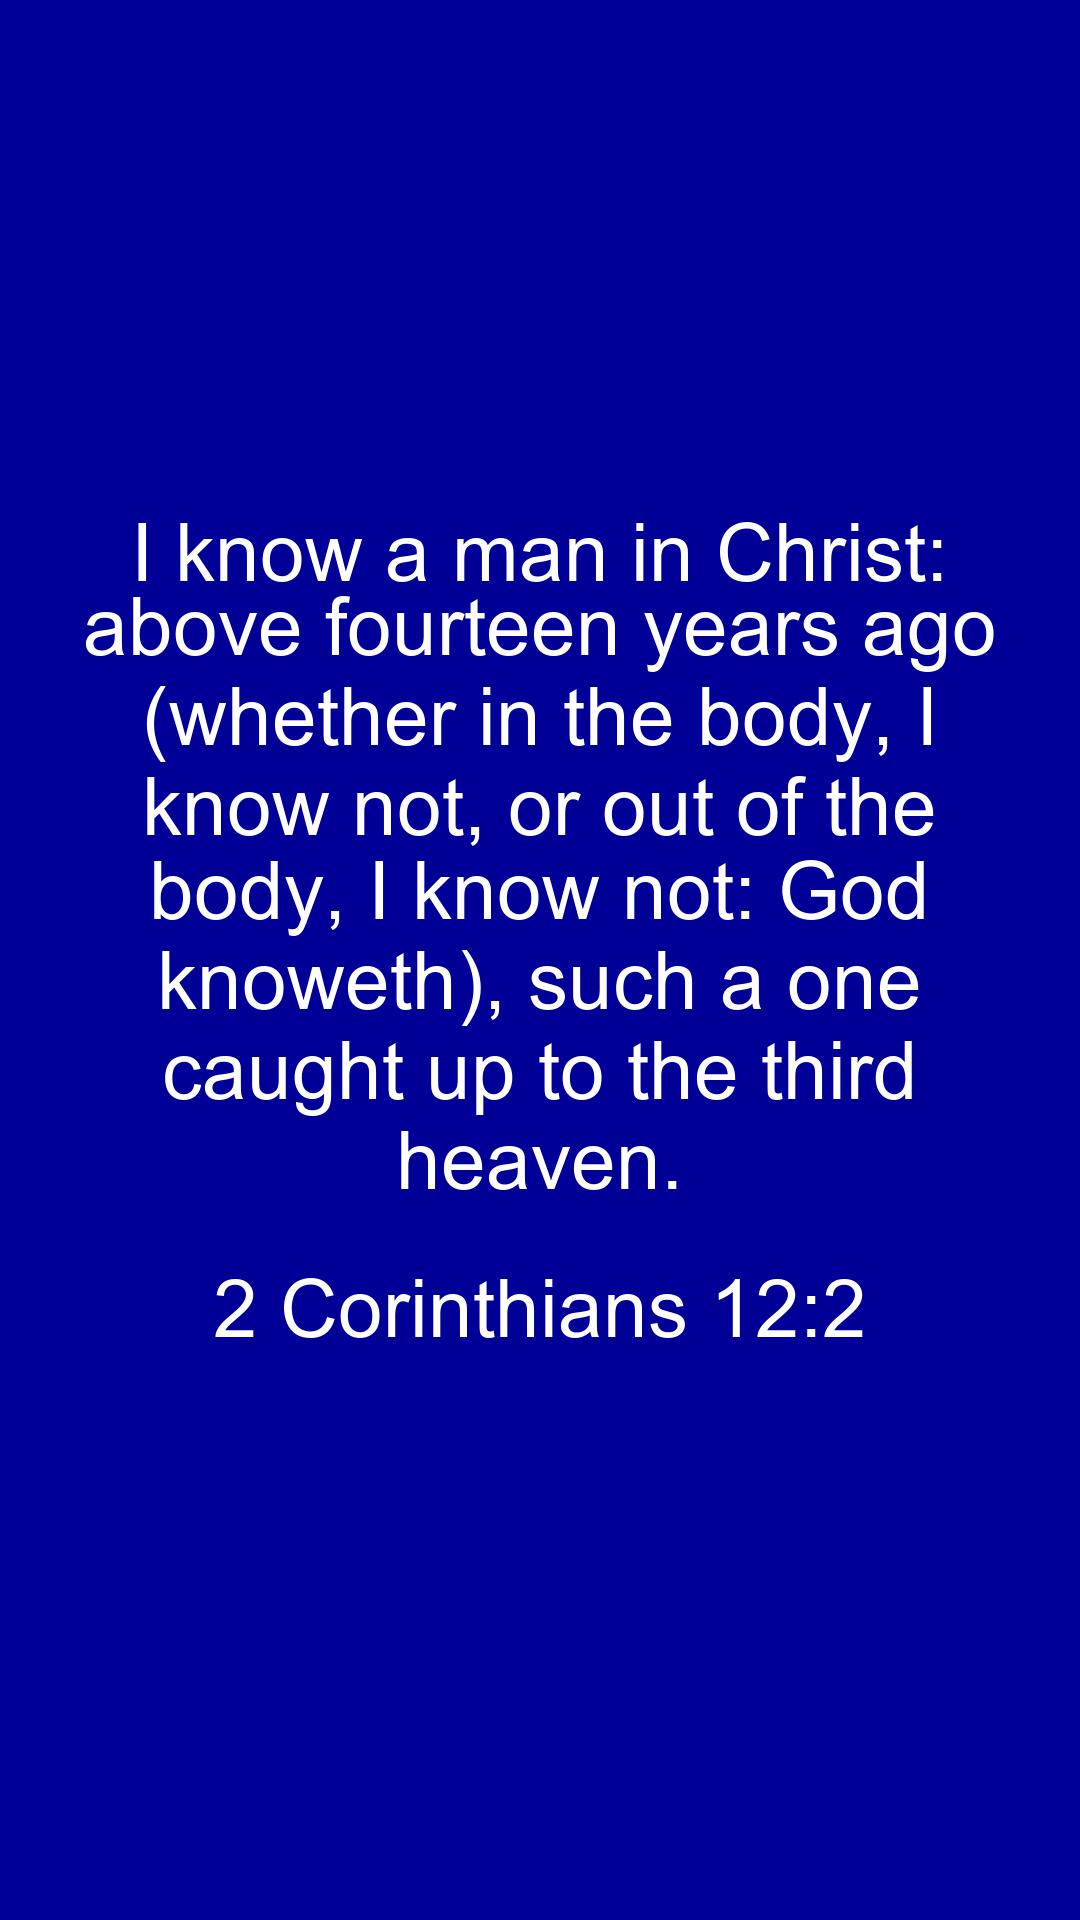 I know a man in Christ:
above fourteen years ago
(whether in the body, I
know not, or out of the
body, I know not: God
knoweth), such a one
caught up to the third
heaven.
2 Corinthians 12:2